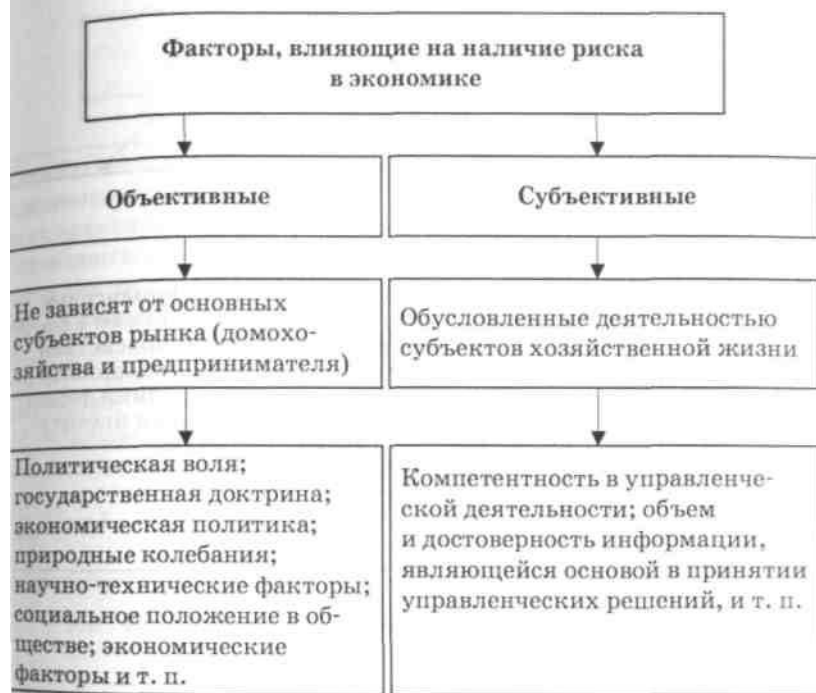 Факторы, влияющие на наличие риска
в экономике
Объективные
Субъективные
Не зависят от основных
субъектов рынка (домохо-
зяйства и предпринимателя)
Обусловленные деятельностью
субъектов хозяйственной жизни
Политическая воля;
государственная доктрина;
экономическая политика;
природные колебания;
научно-технические факторы;
социальное положение в об-
ществе; экономические
факторы и т. п.
Компетентность в управленче-
ской деятельности; объем
и достоверность информации,
являющейся основой в принятии
управленческих решений, и т. п.